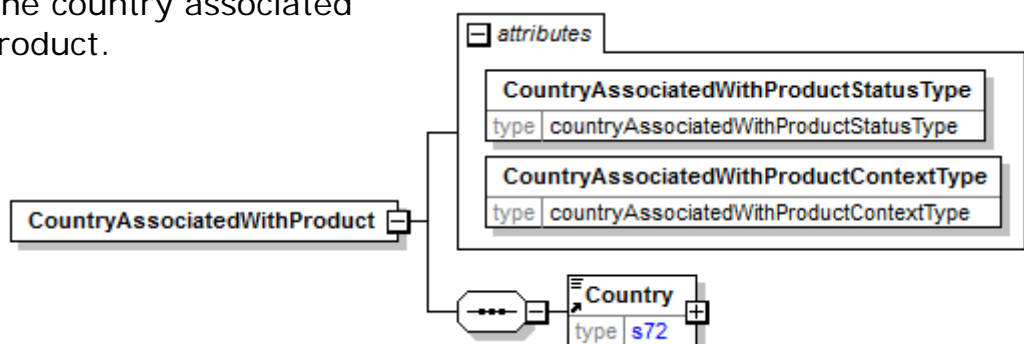 he country associated
roduct.
attributes
CountryAssociatedWithProductStatusType
type countryAssociatedWithProductStatusType
CountryAssociatedWithProductContextType
type countryAssociatedWithProductContextType
CountryAssociatedWithProduct
Country
type s72